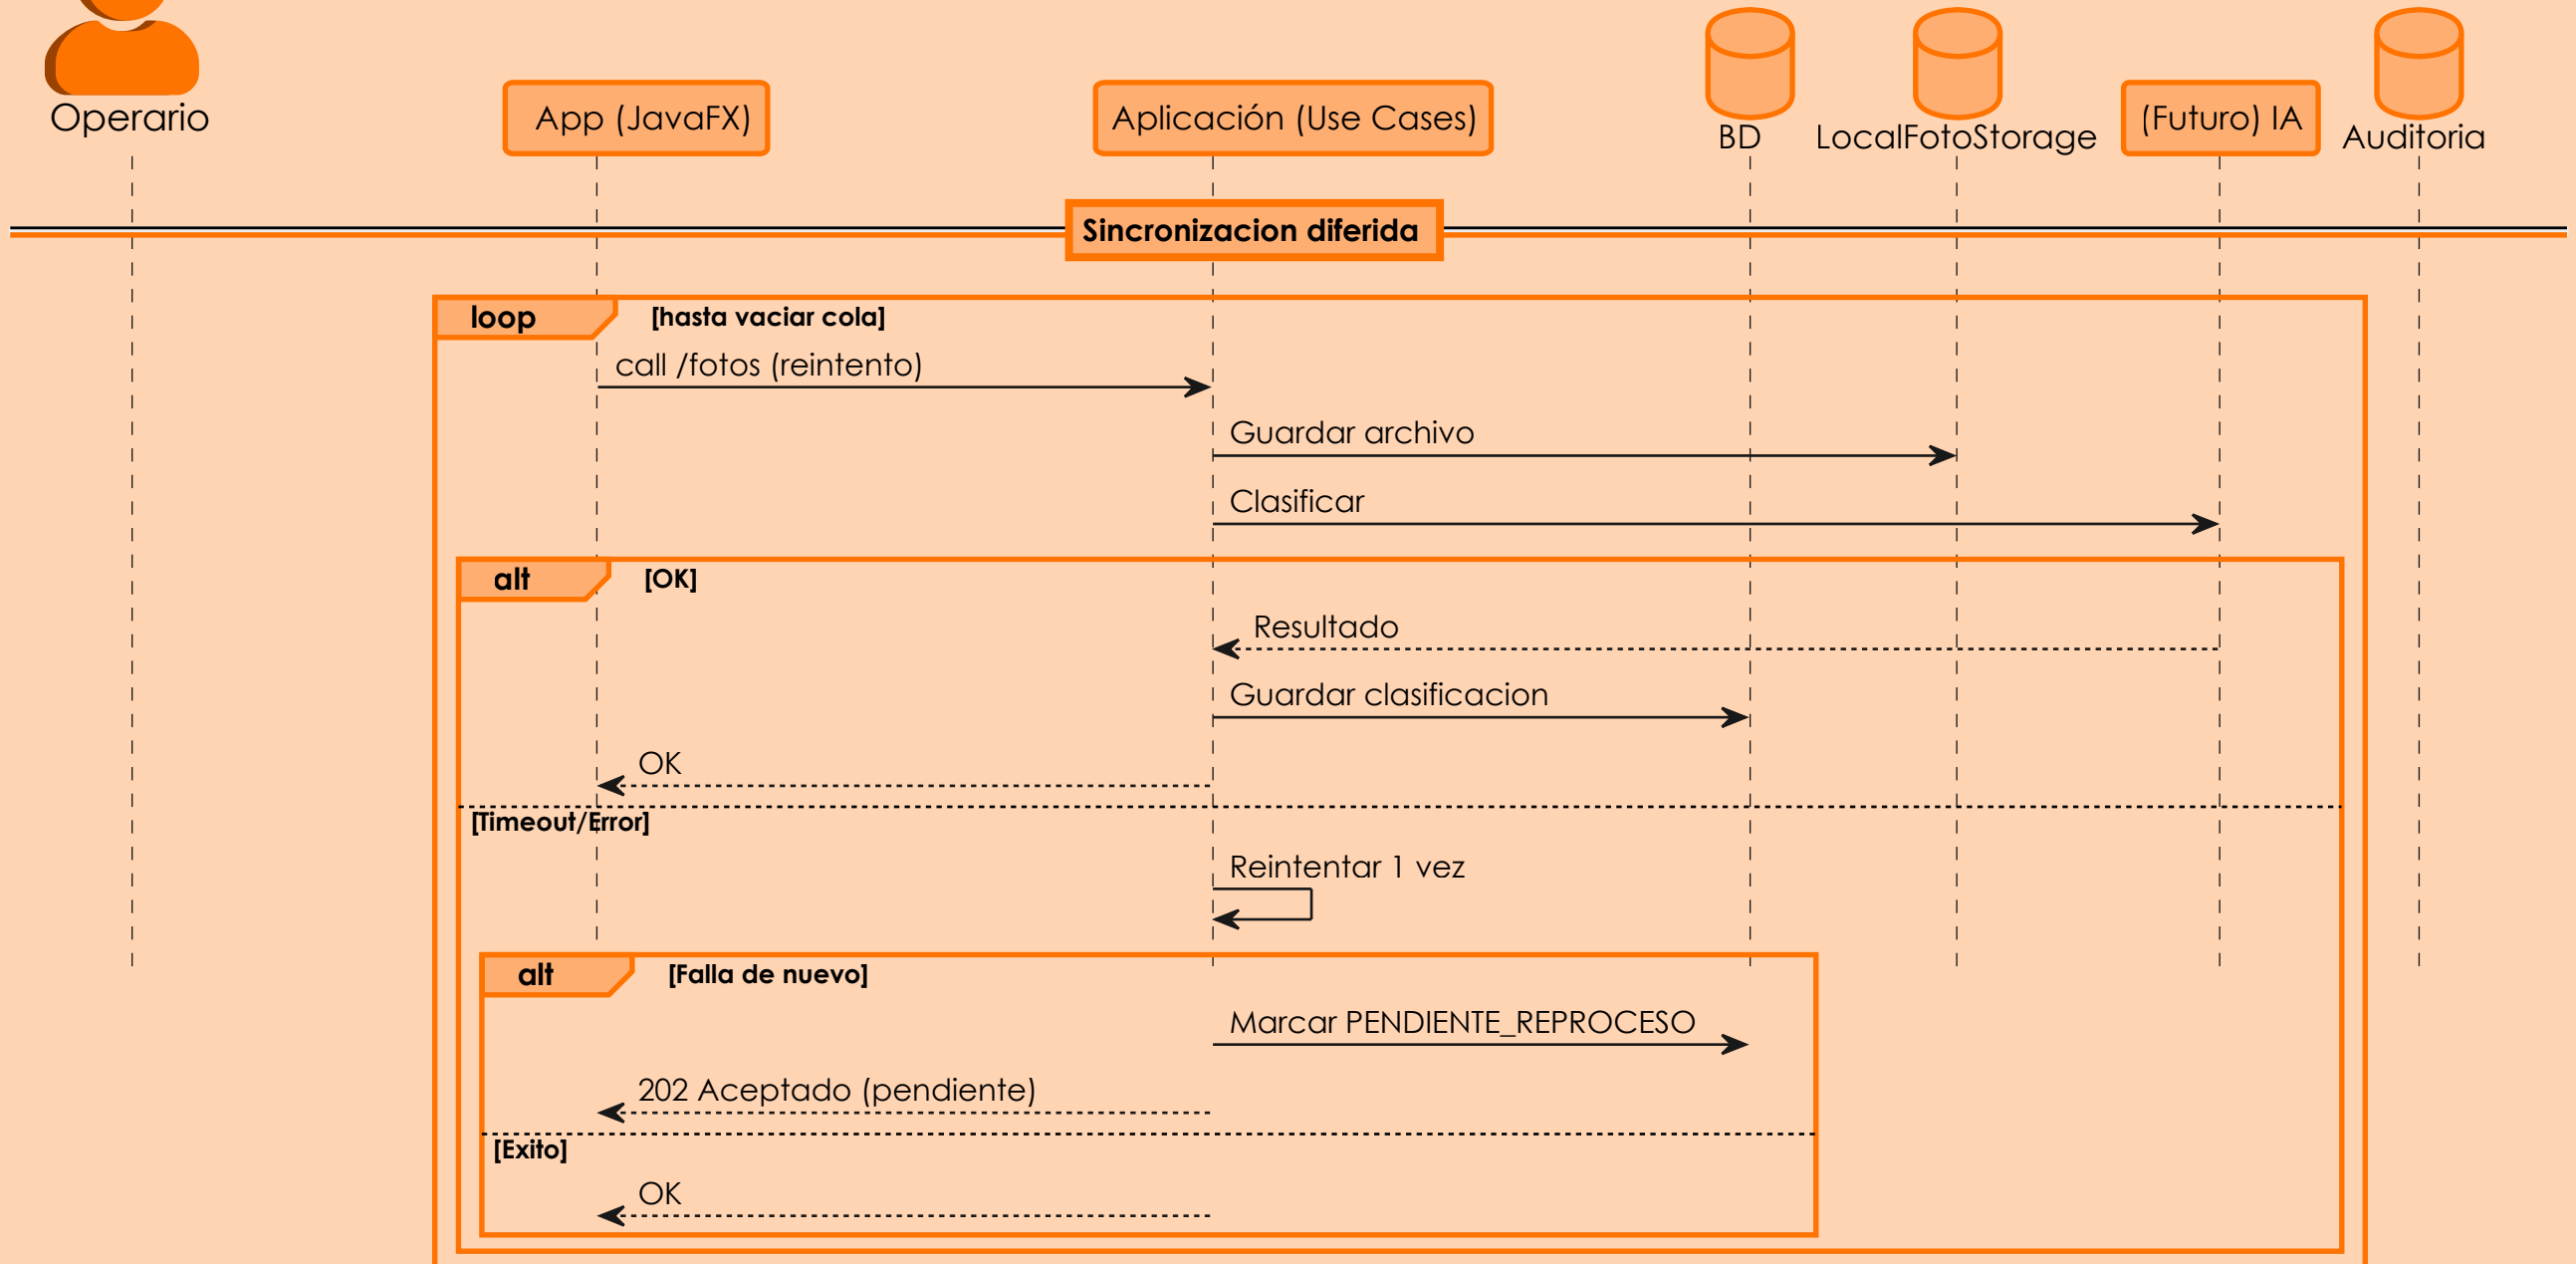 Operario
App (JavaFX)
Aplicación (Use Cases)
BD
LocalFotoStorage
(Futuro) IA
Auditoria
Sincronizacion diferida
loop
[hasta vaciar cola]
call /fotos (reintento)
Guardar archivo
Clasificar
alt
[OK]
Resultado
Guardar clasificacion
OK
[Timeout/Error]
Reintentar 1 vez
alt
[Falla de nuevo]
Marcar PENDIENTE_REPROCESO
202 Aceptado (pendiente)
[Exito]
OK